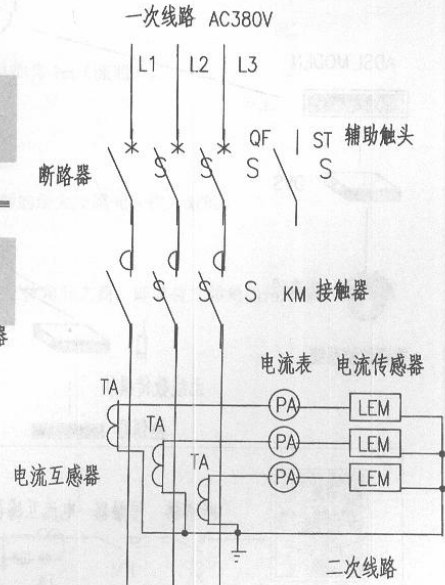 一次线路 AC380V
L1 L2 L3
QF ST 辅助触头
断路器 S S S S
S S S KM 接触器
器
电流表 电流传感器
TA PA LEM
TA PA LEM
TA PA LEM
电流互感器
二次线路